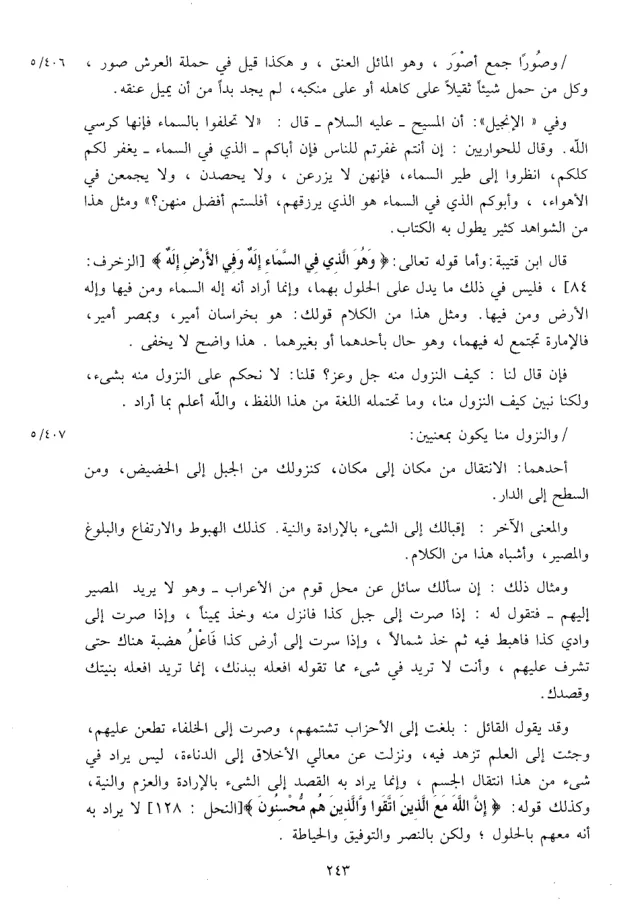 / وصُورًا جمع أصْوَرَ ، وهو المائل العنق ، و هكذا قيل في حملة العرش صور ، ٥/٤٠٦
وكل من حمل شيئاً ثقيلاً على كاهله أو على منكبه، لم يجد بداً من أن يميل عنقه.
وفي « الإنجيل»: أن المسيح ـ عليه السلام ـ قال : «لا تحلفوا بالسماء فإنها كرسي
الله. وقال للحواريين : إن أنتم غفرتم للناس فإن أباكم ـ الذي في السماء ـ يغفر لكم
كلكم، انظروا إلى طير السماء، فإنهن لا يزرعن ، ولا يحصدن ، ولا يجمعن في
الأهواء، ، وأبوكم الذي في السماء هو الذي يرزقهم، أفلستم أفضل منهن؟» ومثل هذا
من الشواهد كثير يطول به الكتاب.
قال ابن قتيبة: وأما قوله تعالى: ﴿ وَهُوَ الَّذِي فِي السَّمَاءِ إِلَهٌ وَفِي الأَرْضِ إِلَهٌ ﴾ [الزخرف:
٨٤] ، فليس في ذلك ما يدل على الحلول بهما، وإنما أراد أنه إله السماء ومن فيها وإله
الأرض ومن فيها. ومثل هذا من الكلام قولك: هو بخراسان أمير، وبمصر أمير،
فالإمارة تجتمع له فيهما، وهو حال بأحدهما أو بغيرهما . هذا واضح لا يخفى .
فإن قال لنا : كيف النزول منه جل وعز؟ قلنا: لا نحكم على النزول منه بشىء،
ولكنا نبين كيف النزول منا، وما تحتمله اللغة من هذا اللفظ، والله أعلم بما أراد .
/ والنزول منا يكون بمعنيين: ٥/٤٠٧
أحدهما: الانتقال من مكان إلى مكان، كنزولك من الجبل إلى الحضيض، ومن
السطح إلى الدار.
والمعنى الآخر : إقبالك إلى الشىء بالإرادة والنية. كذلك الهبوط والارتفاع والبلوغ
والمصير، وأشباه هذا من الكلام.
ومثال ذلك : إن سألك سائل عن محل قوم من الأعراب ـ وهو لا يريد المصير
إليهم ـ فتقول له : إذا صرت إلى جبل كذا فانزل منه وخذ يميناً ، وإذا صرت إلى
وادي كذا فاهبط فيه ثم خذ شمالاً ، وإذا سرت إلى أرض كذا فَاعْلُ هضبة هناك حتى
تشرف عليهم ، وأنت لا تريد في شىء مما تقوله افعله ببدنك، إنما تريد افعله بنيتك
وقصدك.
وقد يقول القائل : بلغت إلى الأحزاب تشتمهم، وصرت إلى الخلفاء تطعن عليهم،
وجئت إلى العلم تزهد فيه، ونزلت عن معالي الأخلاق إلى الدناءة، ليس يراد في
شىء من هذا انتقال الجسم ، وإنما يراد به القصد إلى الشىء بالإرادة والعزم والنية،
وكذلك قوله: ﴿ إِنَّ اللَّهَ مَعَ الَّذِينَ اتَّقَوا وَّالَّذِينَ هُم مُّحْسِنُونَ ﴾[النحل : ١٢٨] لا يراد به
أنه معهم بالحلول ؛ ولكن بالنصر والتوفيق والحياطة .
٢٤٣